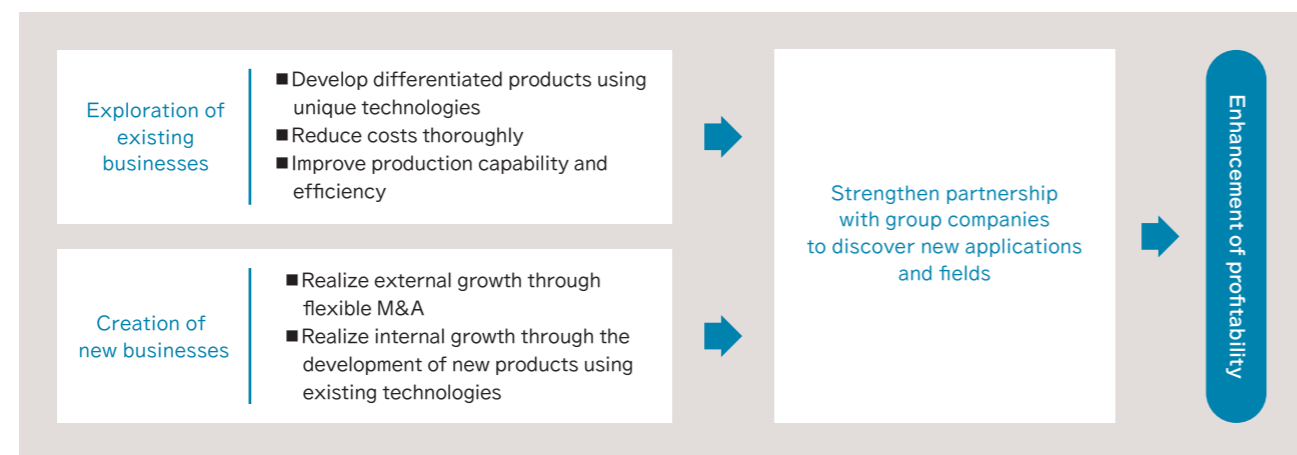 Exploration of
existing
businesses
■Develop differentiated products using
unique technologies
■Reduce costs thoroughly
■Improve production capability and
efficiency
Creation of
new businesses
■Realize external growth through
flexible M&A
■Realize internal growth through the
development of new products using
existing technologies
Strengthen partnership
with group companies
to discover new applications
and fields
Enhancement of profitability